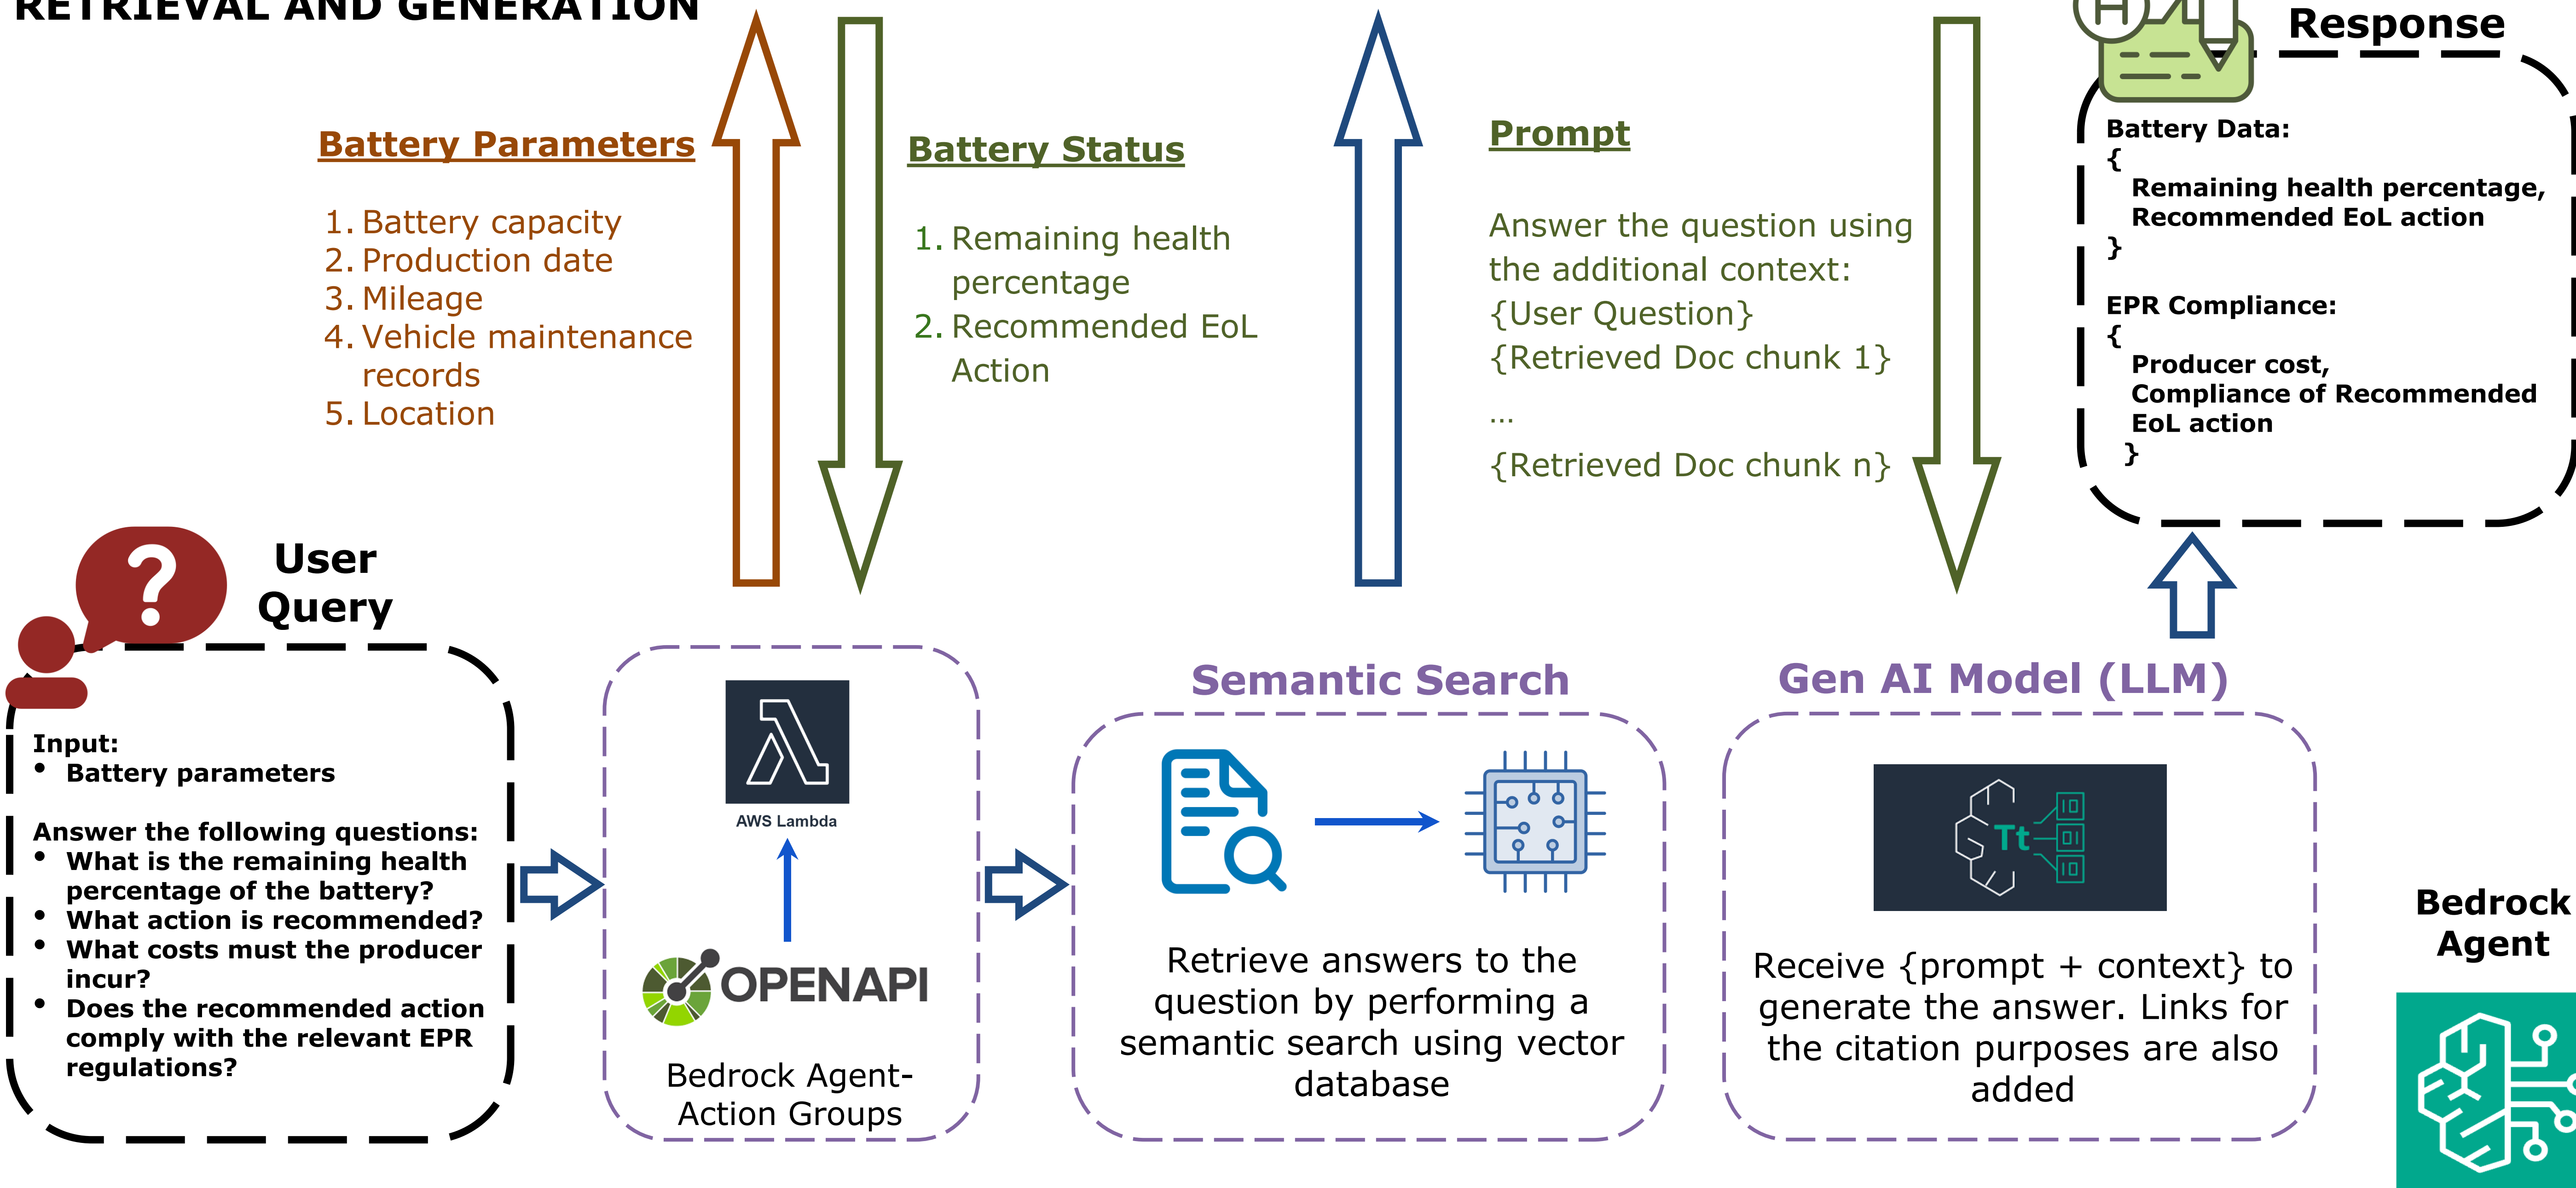 RETRIEVAL AND GENERATION
Battery Parameters
1. Battery capacity
2. Production date
3. Mileage
4. Vehicle maintenance
records
5. Location
Battery Status
1. Remaining health
percentage
2. Recommended EoL
Action
Prompt
Answer the question using
the additional context:
{User Question}
{Retrieved Doc chunk 1}
...
{Retrieved Doc chunk n}
Response
Battery Data:
{
Remaining health percentage,
Recommended EoL action
}
EPR Compliance:
{
Producer cost,
Compliance of Recommended
EoL action
}
User
Query
?
Input:
• Battery parameters
Answer the following questions:
• What is the remaining health
percentage of the battery?
• What action is recommended?
• What costs must the producer
incur?
• Does the recommended action
comply with the relevant EPR
regulations?
AWS Lambda
OPENAPI
Bedrock Agent-
Action Groups
Semantic Search
Retrieve answers to the
question by performing a
semantic search using vector
database
Gen AI Model (LLM)
Tt
Receive {prompt + context} to
generate the answer. Links for
the citation purposes are also
added
Bedrock
Agent